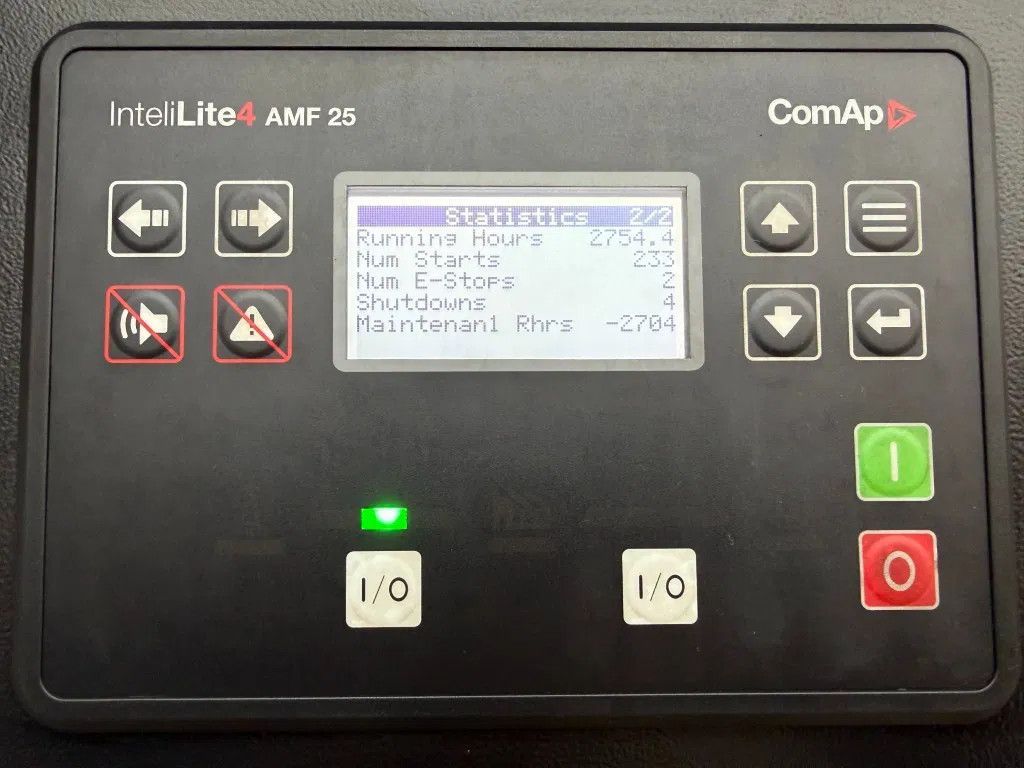 InteliLite4 AMF 25
ComAp
Statistics 2/2
Running Hours 2754.4
Num Starts 233
Num E-Stops 2
Shutdowns 4
Maintenan1 Rhrs -2704
I
I/O
I/O
O